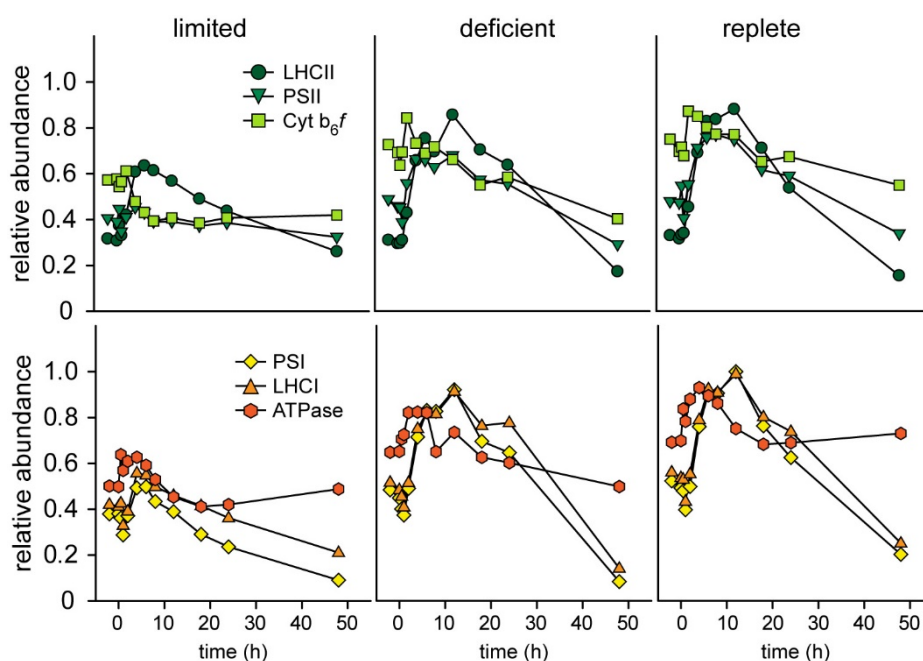 limited deficient replete
relative abundance
1.0
0.8
0.6
0.4
0.2
0
LHCII
PSII
Cyt b₆f
relative abundance
1.0
0.8
0.6
0.4
0.2
0
PSI
LHCI
ATPase
0 10 20 30 40 50 0 10 20 30 40 50 0 10 20 30 40 50
time (h) time (h) time (h)